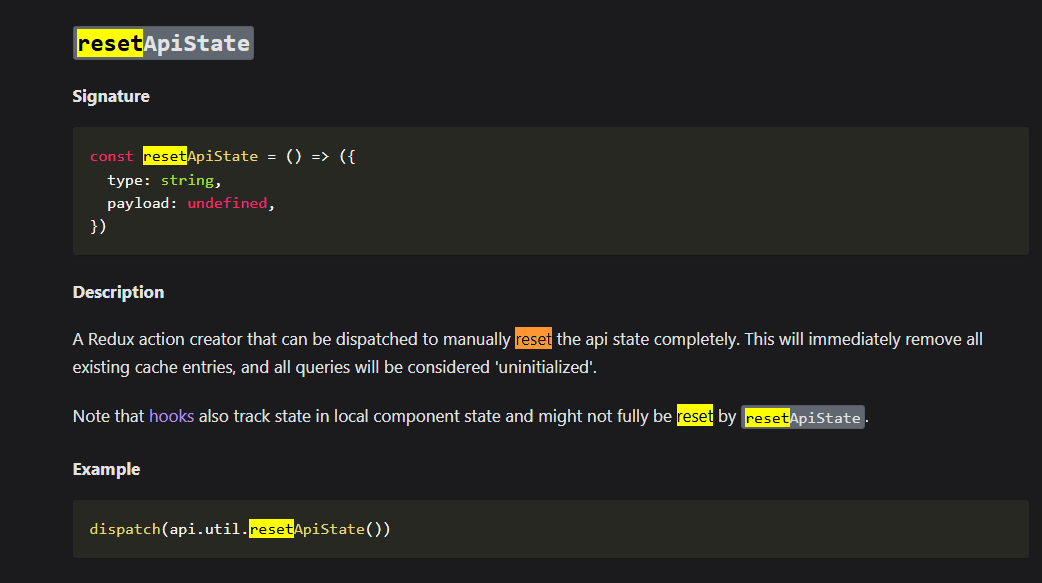 resetApiState
Signature
const resetApiState = () => ({
  type: string,
  payload: undefined,
})
Description
A Redux action creator that can be dispatched to manually reset the api state completely. This will immediately remove all
existing cache entries, and all queries will be considered 'uninitialized'.
Note that hooks also track state in local component state and might not fully be reset by resetApiState.
Example
dispatch(api.util.resetApiState())